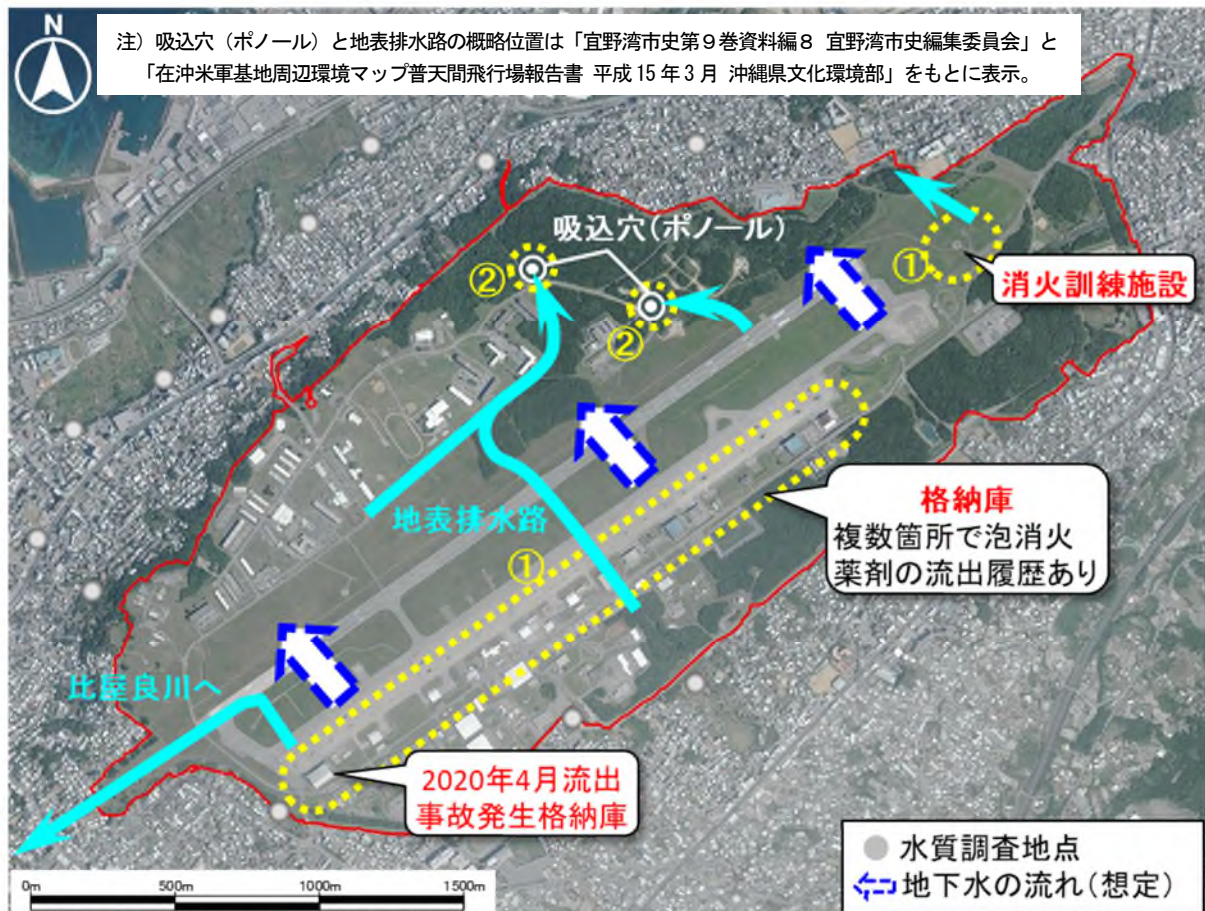 N
注）吸込穴（ポノール）と地表排水路の概略位置は「宜野湾市史第９巻資料編８ 宜野湾市史編集委員会」と
「在沖米軍基地周辺環境マップ普天間飛行場報告書 平成 15 年３月 沖縄県文化環境部」をもとに表示。
吸込穴(ポノール)
②
②
①
消火訓練施設
地表排水路
①
格納庫
複数箇所で泡消火
薬剤の流出履歴あり
比屋良川へ
2020年4月流出
事故発生格納庫
水質調査地点
地下水の流れ(想定)
0m 500m 1000m 1500m